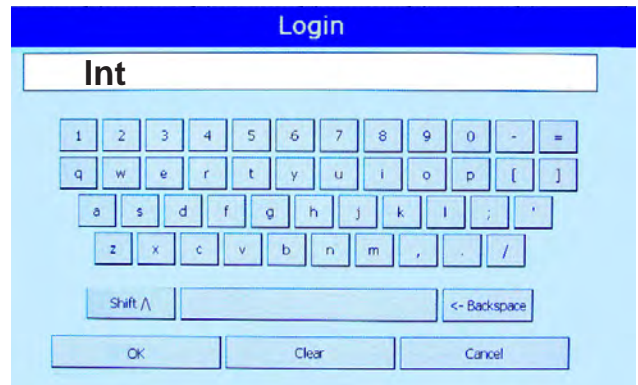 Login
Int
1 2 3 4 5 6 7 8 9 0 - =
q w e r t y u i o p [ ]
a s d f g h j k l ; '
z x c v b n m , . /
Shift /\ <- Backspace
OK Clear Cancel